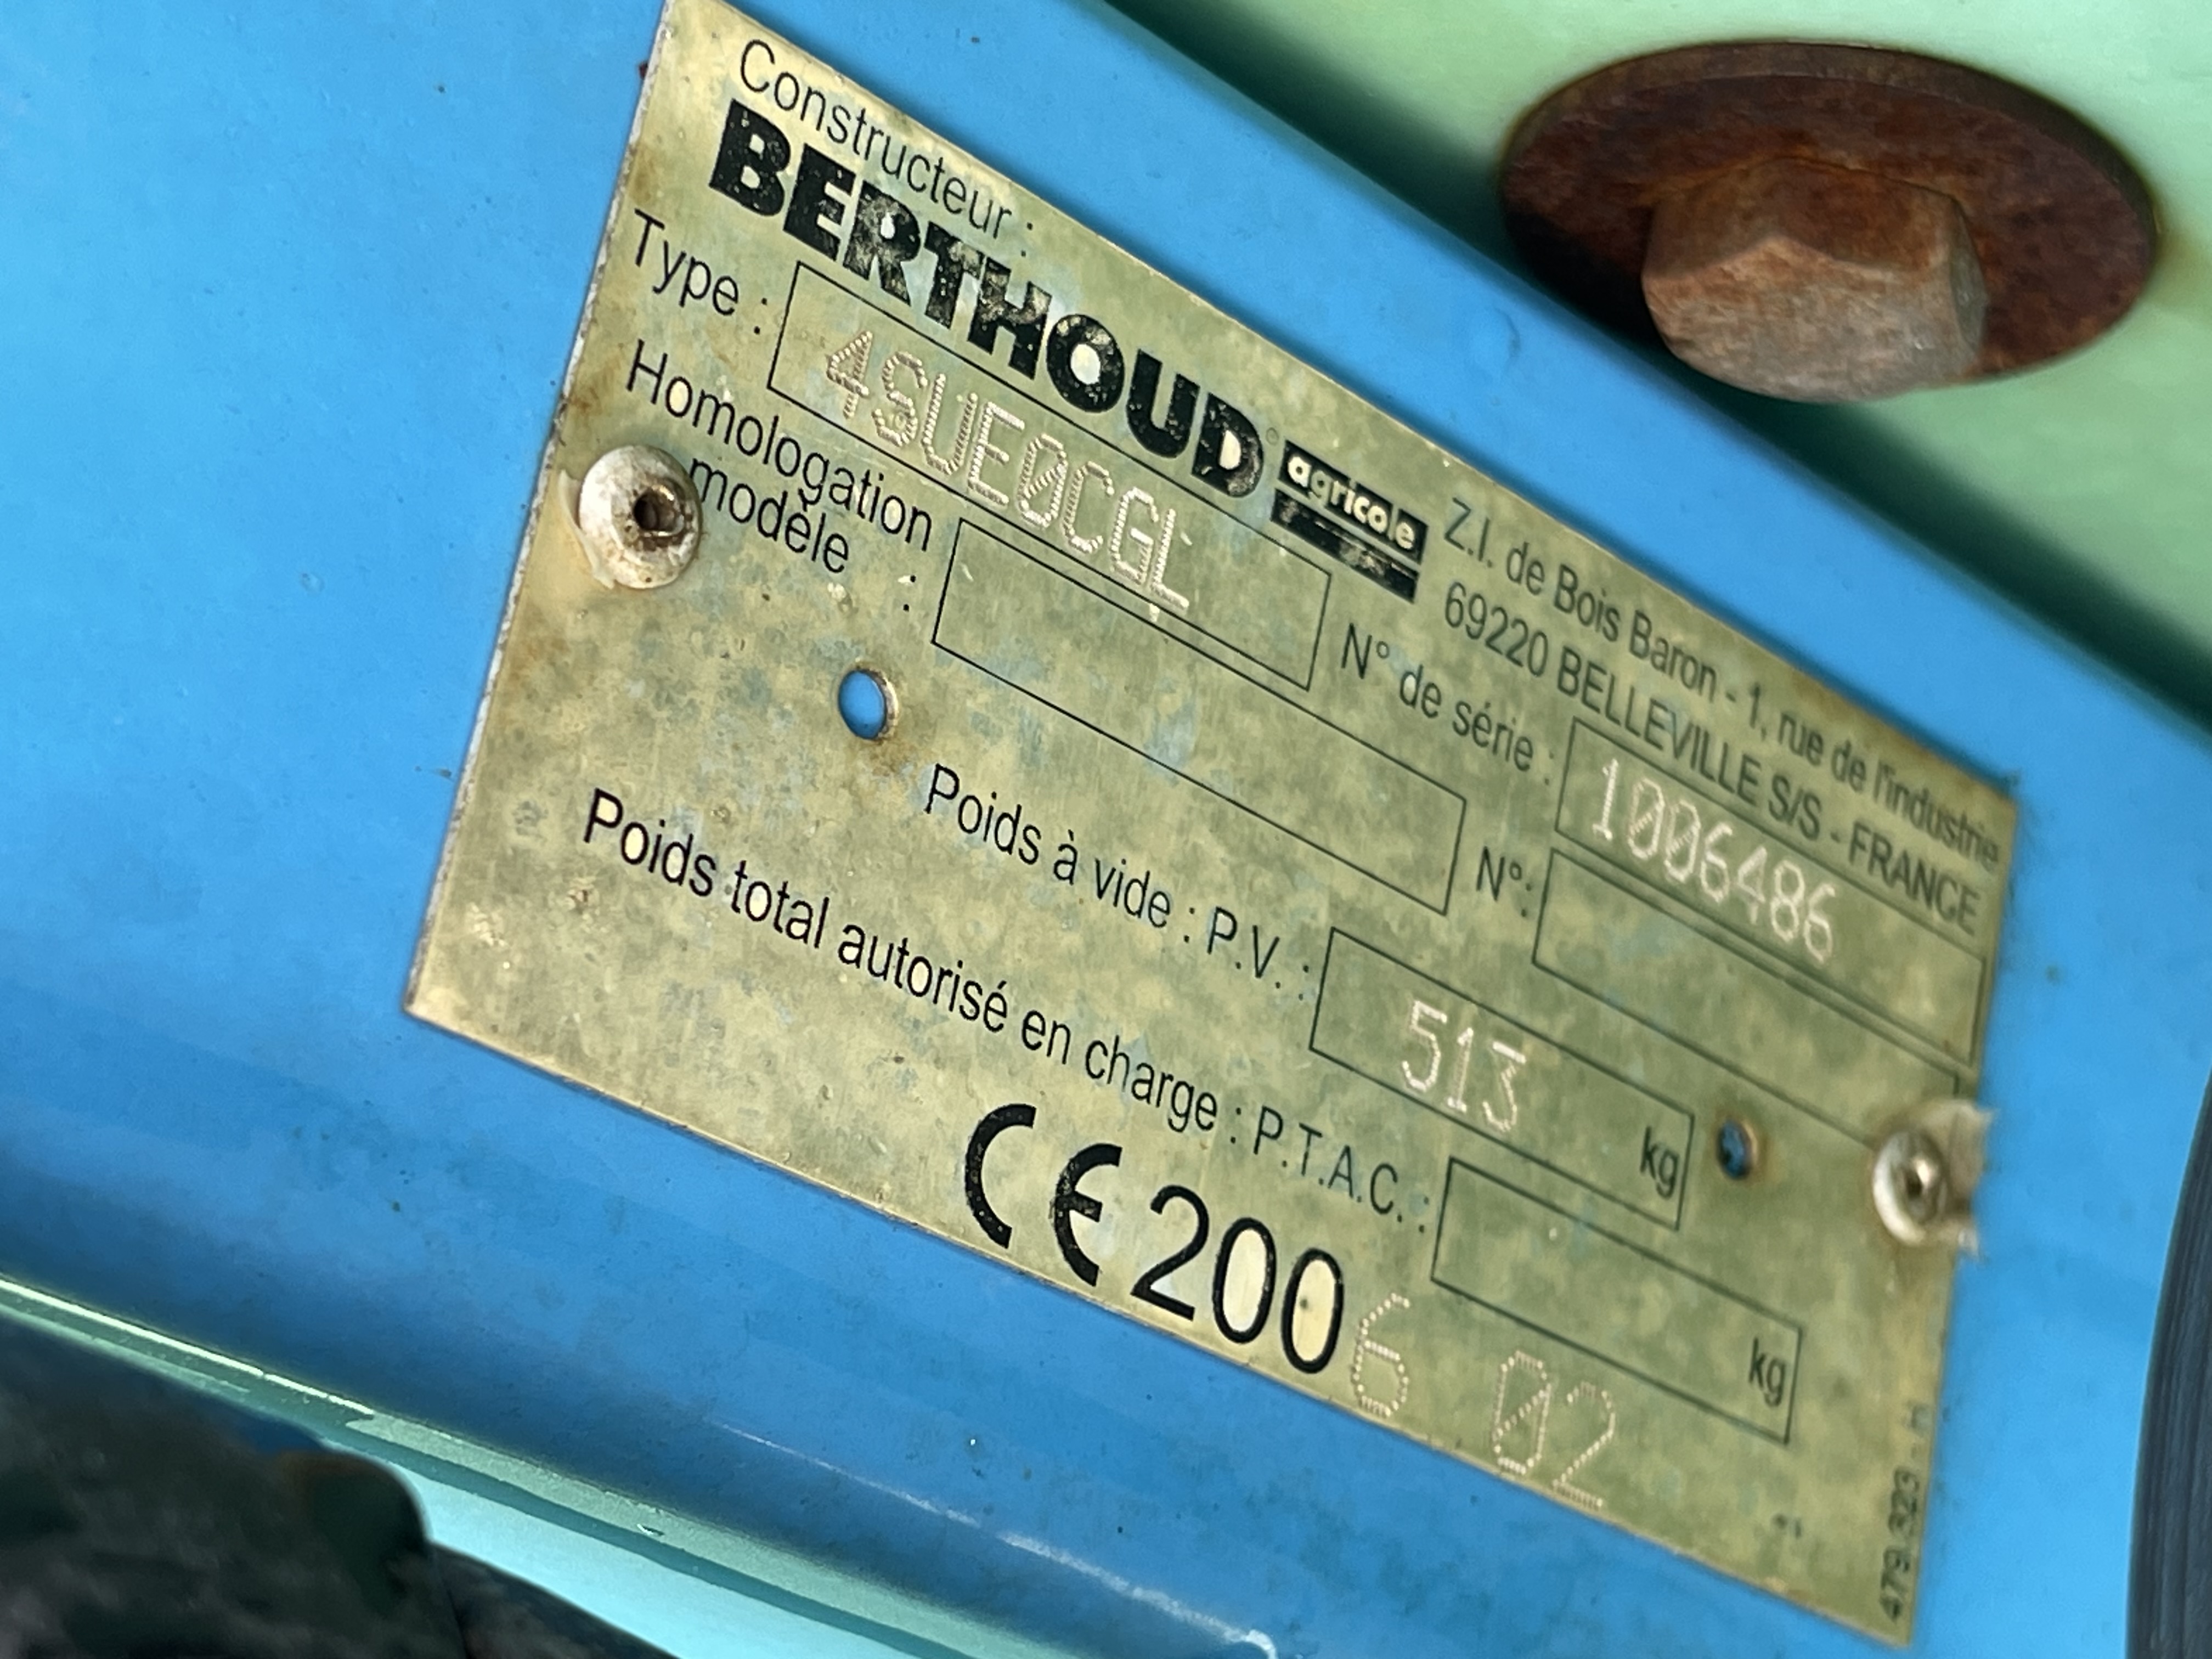 Constructeur :
BERTHOUD® agricole
Z.I. de Bois Baron - 1, rue de l'industrie
69220 BELLEVILLE S/S - FRANCE
Type : 4SUE0CGL N° de série : 1006486
Homologation
modèle : N°:
Poids à vide : P.V. : 513 kg
Poids total autorisé en charge : P.T.A.C. : kg
CE 2006 02